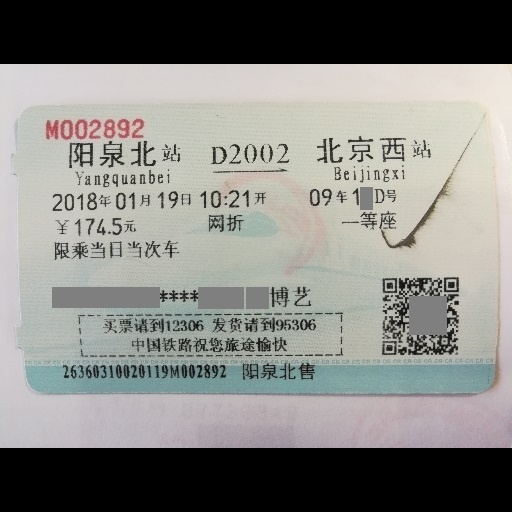 M002892
阳泉北站 D2002 北京西站
Yangquanbei Beijingxi
2018年01月19日10:21开 09车1 D号
￥174.5元 网折 一等座
限乘当日当次车
**** 博艺
买票请到12306 发货请到95306
中国铁路祝您旅途愉快
26360310020119M002892 阳泉北售